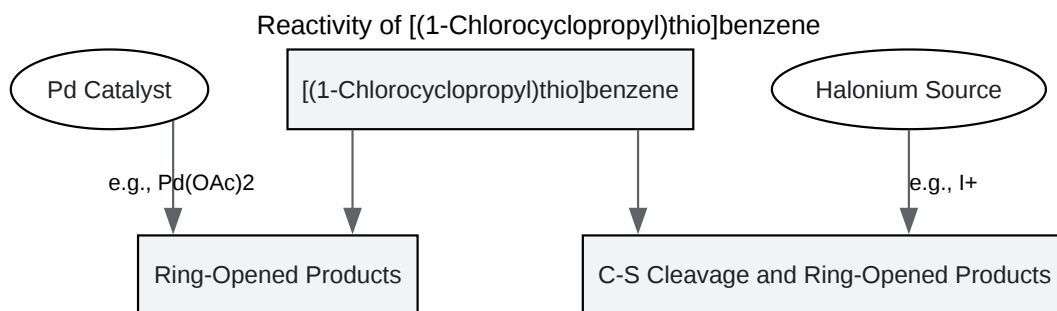 Reactivity of [(1-Chlorocyclopropyl)thio]benzene
Pd Catalyst
[(1-Chlorocyclopropyl)thio]benzene
Halonium Source
e.g., Pd(OAc)2
e.g., I+
Ring-Opened Products
C-S Cleavage and Ring-Opened Products